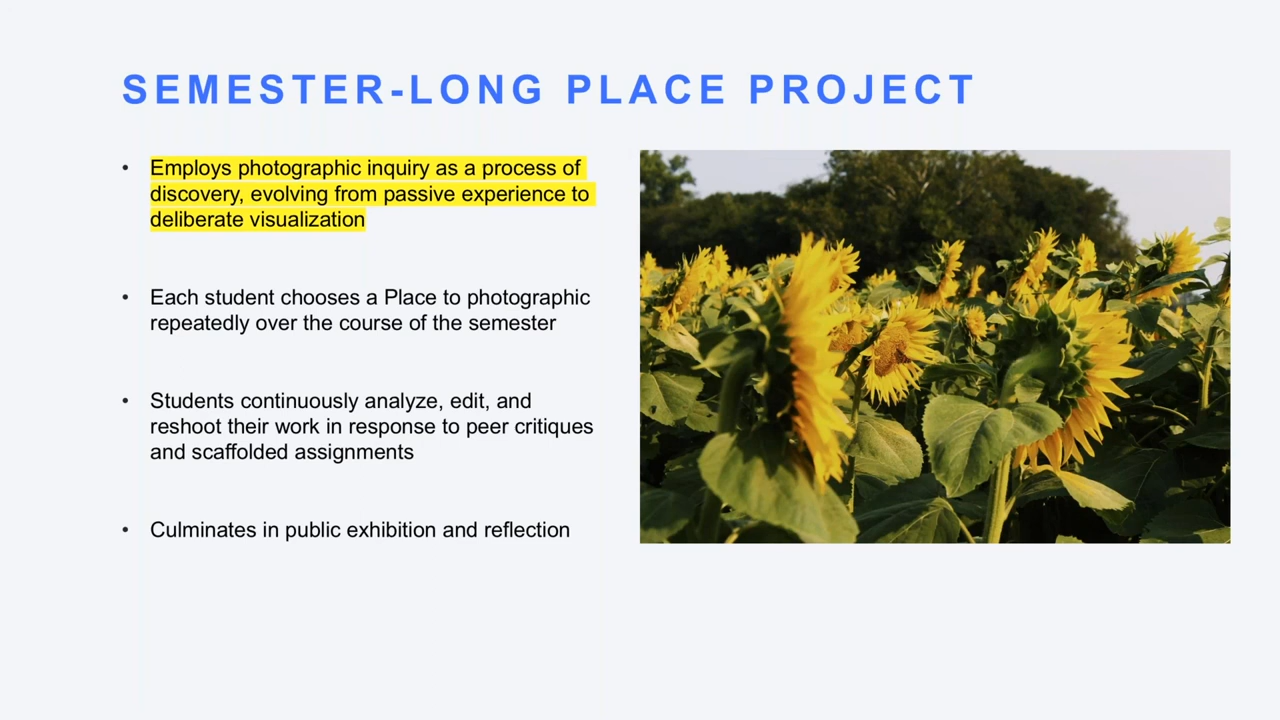 SEMESTER-LONG PLACE PROJECT
• Employs photographic inquiry as a process of
discovery, evolving from passive experience to
deliberate visualization
• Each student chooses a Place to photographic
repeatedly over the course of the semester
• Students continuously analyze, edit, and
reshoot their work in response to peer critiques
and scaffolded assignments
• Culminates in public exhibition and reflection